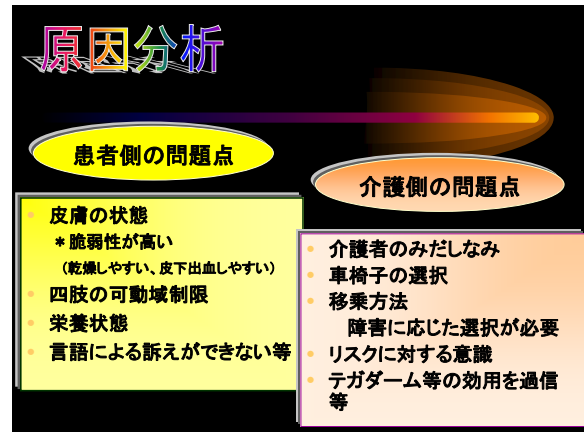 原因分析
患者側の問題点
• 皮膚の状態
＊脆弱性が高い
（乾燥しやすい、皮下出血しやすい）
• 四肢の可動域制限
• 栄養状態
• 言語による訴えができない等
介護側の問題点
• 介護者のみだしなみ
• 車椅子の選択
• 移乗方法
障害に応じた選択が必要
• リスクに対する意識
• テガダーム等の効用を過信
等